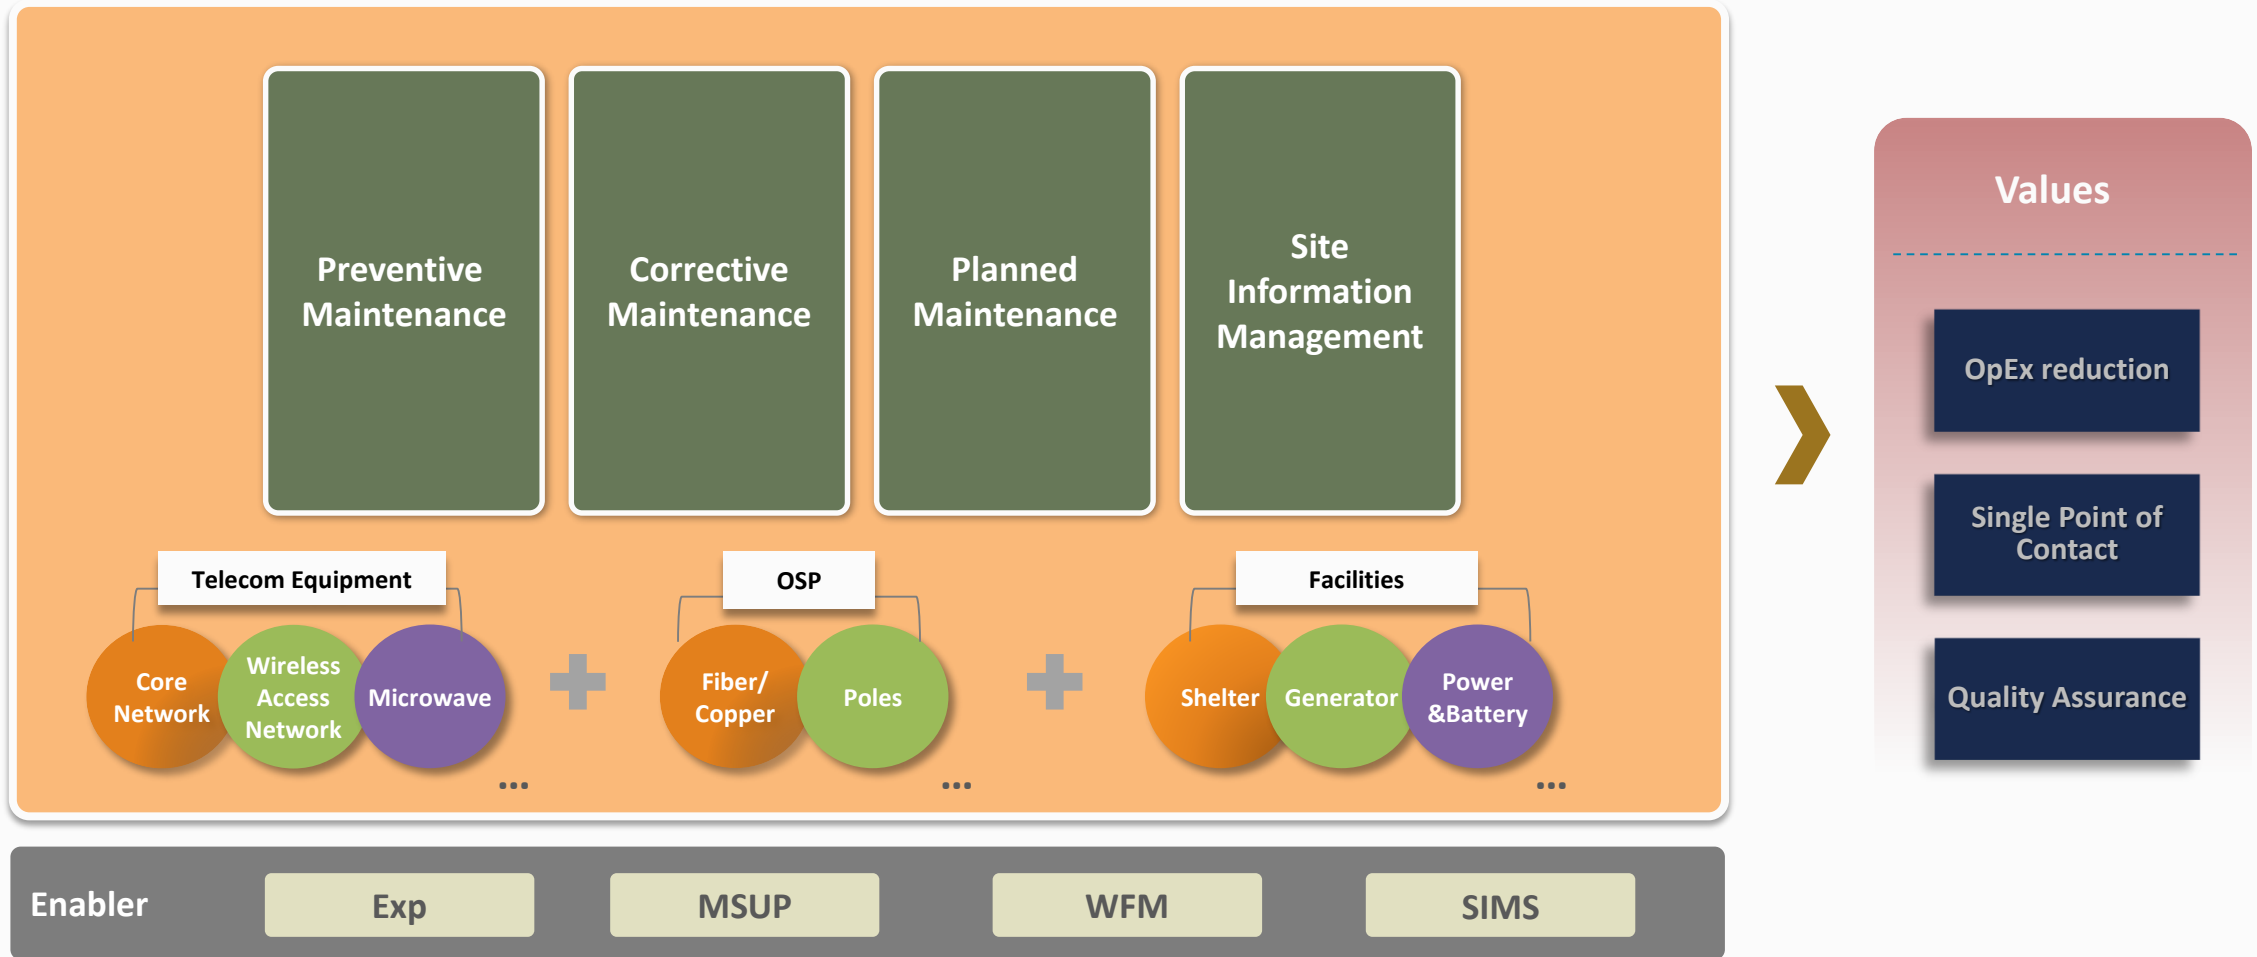 Preventive
Maintenance
Corrective
Maintenance
Planned
Maintenance
Site
Information
Management
Telecom Equipment
Core
Network
Wireless
Access
Network
Microwave
...
OSP
Fiber/
Copper
Poles
...
Facilities
Shelter
Generator
Power
&Battery
...
Enabler
Exp
MSUP
WFM
SIMS
Values
OpEx reduction
Single Point of
Contact
Quality Assurance